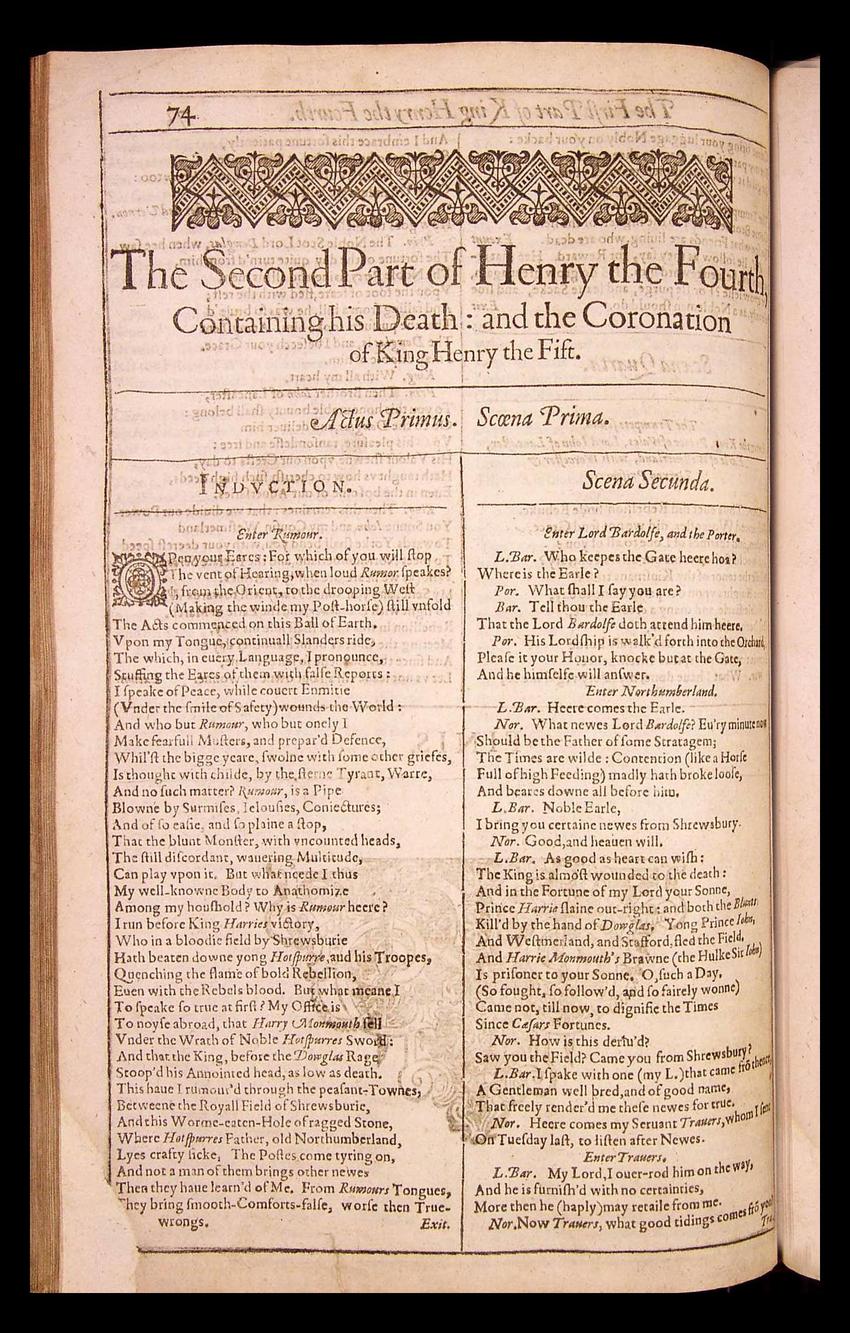 74
The Second Part of Henry the Fourth,
Containing his Death: and the Coronation
of King Henry the Fift.
Actus Primus. Scœna Prima.
INDVCTION.
Enter Rumour.
OPen your Eares: For which of you will stop
The vent of Hearing, when loud Rumor speakes?
I, from the Orient, to the drooping West
(Making the winde my Post-horse) still vnfold
The Acts commenced on this Ball of Earth.
Vpon my Tongue, continuall Slanders ride,
The which, in euery Language, I pronounce,
Stuffing the Eares of them with false Reports:
I speake of Peace, while couert Enmitie
(Vnder the smile of Safety) wounds the World:
And who but Rumour, who but onely I
Make fearfull Musters, and prepar'd Defence,
Whil'st the bigge yeare, swolne with some other griefes,
Is thought with childe, by the sterne Tyrant, Warre,
And no such matter? Rumour, is a Pipe
Blowne by Surmises, Ielousies, Coniectures;
And of so easie, and so plaine a stop,
That the blunt Monster, with vncounted heads,
The still discordant, wauering Multitude,
Can play vpon it. But what neede I thus
My well-knowne Body to Anathomize
Among my houshold? Why is Rumour heere?
I run before King Harries victory,
Who in a bloodie field by Shrewsburie
Hath beaten downe yong Hotspurre, and his Troopes,
Quenching the flame of bold Rebellion,
Euen with the Rebels blood. But what meane I
To speake so true at first? My Office is
To noyse abroad, that Harry Monmouth fell
Vnder the Wrath of Noble Hotspurres Sword:
And that the King, before the Dowglas Rage
Stoop'd his Annointed head, as low as death.
This haue I rumour'd through the peasant-Townes,
Betweene the Royall Field of Shrewsburie,
And this Worme-eaten-Hole of ragged Stone,
Where Hotspurres Father, old Northumberland,
Lyes crafty sicke. The Postes come tyring on,
And not a man of them brings other newes
Then they haue learn'd of Me. From Rumours Tongues,
They bring smooth-Comforts-false, worse then True-
wrongs. Exit.
Scena Secunda.
Enter Lord Bardolfe, and the Porter.
L.Bar. Who keepes the Gate heere hoa?
Where is the Earle?
Por. What shall I say you are?
Bar. Tell thou the Earle
That the Lord Bardolfe doth attend him heere.
Por. His Lordship is walk'd forth into the Orchard,
Please it your Honor, knocke but at the Gate,
And he himselfe will answer.
Enter Northumberland.
L.Bar. Heere comes the Earle.
Nor. What newes Lord Bardolfe? Eu'ry minute now
Should be the Father of some Stratagem;
The Times are wilde: Contention (like a Horse
Full of high Feeding) madly hath broke loose,
And beares downe all before him.
L.Bar. Noble Earle,
I bring you certaine newes from Shrewsbury.
Nor. Good, and heauen will.
L.Bar. As good as heart can wish:
The King is almost wounded to the death:
And in the Fortune of my Lord your Sonne,
Prince Harrie slaine out-right: and both the Blunts
Kill'd by the hand of Dowglas. Yong Prince Iohn,
And Westmerland, and Stafford, fled the Field.
And Harrie Monmouth's Brawne (the Hulke Sir Iohn)
Is prisoner to your Sonne. O, such a Day,
(So fought, so follow'd, and so fairely wonne)
Came not, till now, to dignifie the Times
Since Cæsars Fortunes.
Nor. How is this deriu'd?
Saw you the Field? Came you from Shrewsbury?
L.Bar. I spake with one (my L.) that came frõ thence,
A Gentleman well bred, and of good name,
That freely render'd me these newes for true.
Nor. Heere comes my Seruant Trauers, whom I sent
On Tuesday last, to listen after Newes.
Enter Trauers.
L.Bar. My Lord, I ouer-rod him on the way,
And he is furnish'd with no certainties,
More then he (haply) may retaile from me.
Nor. Now Trauers, what good tidings comes frõ you?